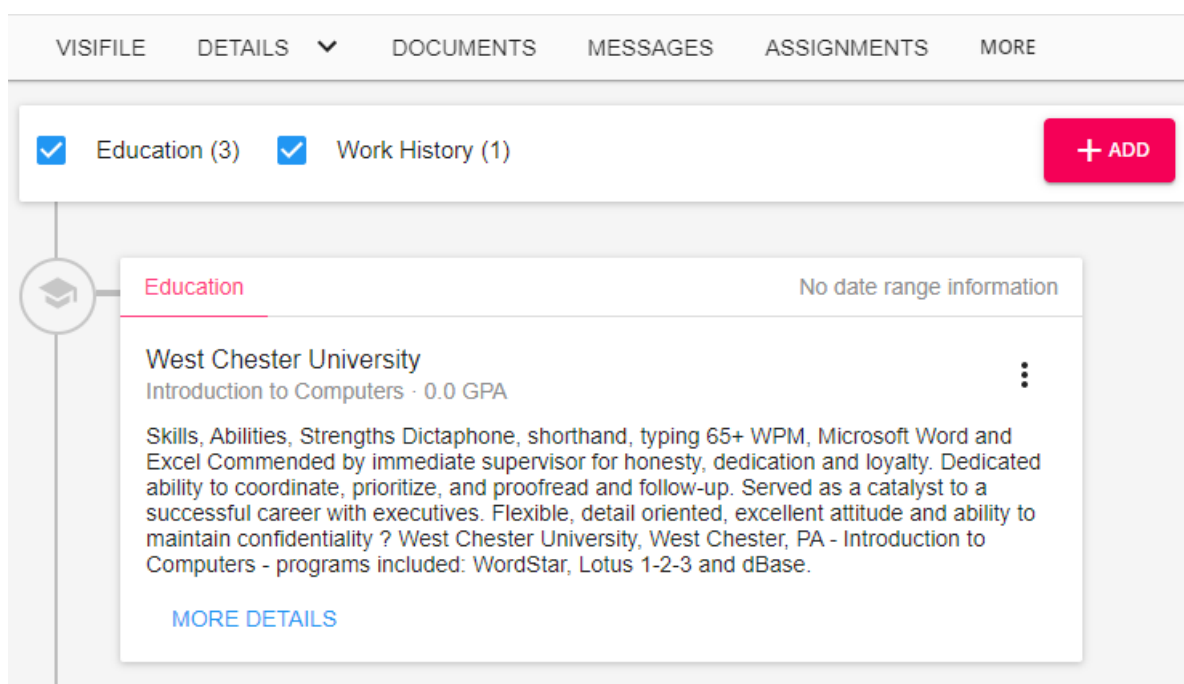 VISIFILE DETAILS DOCUMENTS MESSAGES ASSIGNMENTS MORE
Education (3) Work History (1) + ADD
Education No date range information
West Chester University
Introduction to Computers · 0.0 GPA
Skills, Abilities, Strengths Dictaphone, shorthand, typing 65+ WPM, Microsoft Word and
Excel Commended by immediate supervisor for honesty, dedication and loyalty. Dedicated
ability to coordinate, prioritize, and proofread and follow-up. Served as a catalyst to a
successful career with executives. Flexible, detail oriented, excellent attitude and ability to
maintain confidentiality ? West Chester University, West Chester, PA - Introduction to
Computers - programs included: WordStar, Lotus 1-2-3 and dBase.
MORE DETAILS